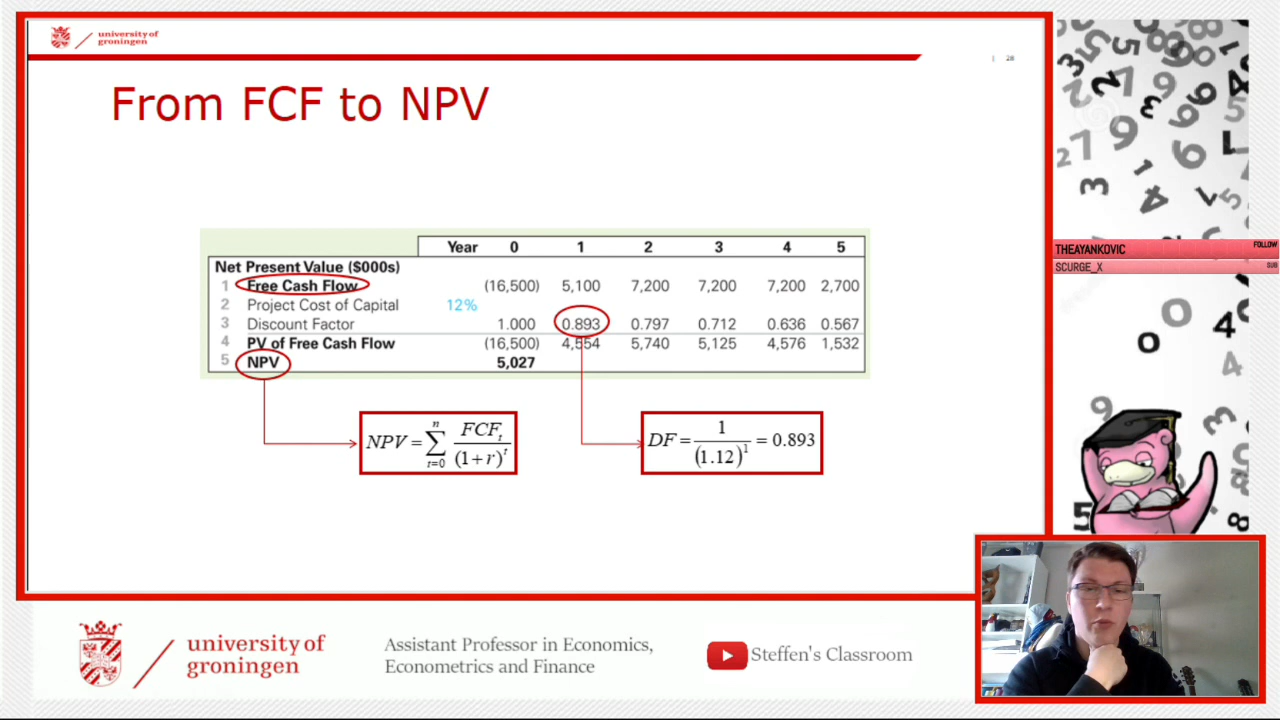 university of
groningen
| 28
From FCF to NPV
Year 0 1 2 3 4 5
Net Present Value ($000s)
1 Free Cash Flow (16,500) 5,100 7,200 7,200 7,200 2,700
2 Project Cost of Capital 12%
3 Discount Factor 1.000 0.893 0.797 0.712 0.636 0.567
4 PV of Free Cash Flow (16,500) 4,554 5,740 5,125 4,576 1,532
5 NPV 5,027
NPV = ∑ₜ₌₀ⁿ FCFₜ / (1+r)ᵗ
DF = 1 / (1.12)¹ = 0.893
THEAYANKOVIC FOLLOW
SCURGE_X SUB
university of
groningen
Assistant Professor in Economics,
Econometrics and Finance
Steffen's Classroom